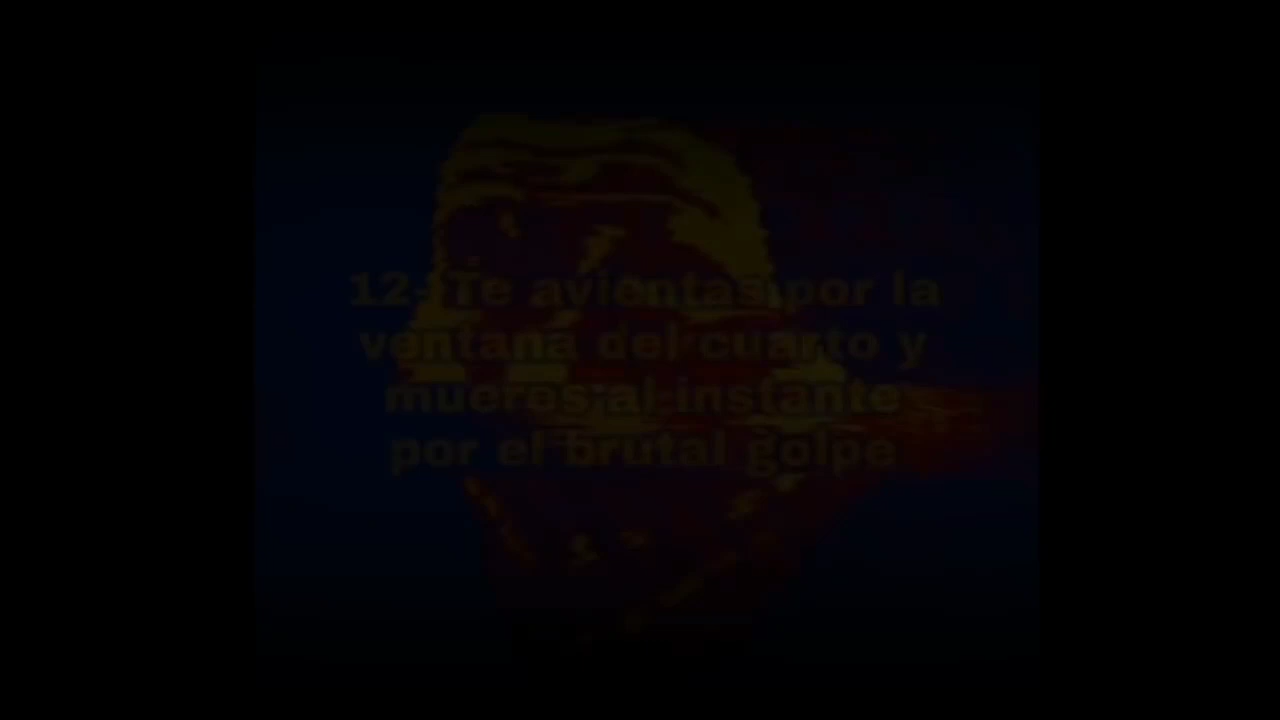 12- Te avientas por la
ventana del cuarto y
mueres al instante
por el brutal golpe